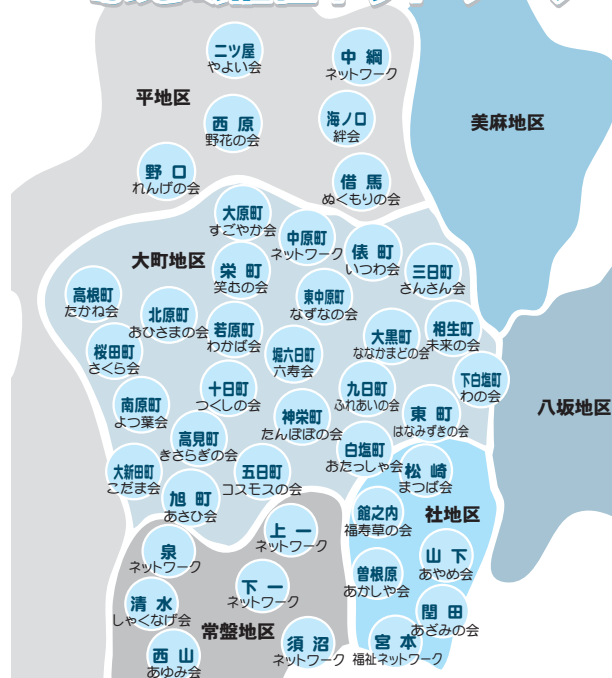 平地区
二ツ屋
やよい会
中 綱
ネットワーク
西 原
野花の会
海ノ口
絆会
野 口
れんげの会
借 馬
ぬくもりの会
美麻地区
大町地区
大原町
すごやか会
中原町
ネットワーク
俵 町
いつわ会
三日町
さんさん会
栄 町
笑むの会
高根町
たかね会
東中原町
なずなの会
北原町
おひさまの会
若原町
わかば会
大黒町
ななかまどの会
相生町
未来の会
桜田町
さくら会
堀六日町
六寿会
下白塩町
わの会
十日町
つくしの会
九日町
ふれあいの会
南原町
よつ葉会
神栄町
たんぽぽの会
東 町
はなみずきの会
高見町
きさらぎの会
白塩町
おたっしゃ会
大新田町
こだま会
五日町
コスモスの会
旭 町
あさひ会
八坂地区
松 崎
まつば会
社地区
館之内
福寿草の会
山 下
あやめ会
曽根原
あかしや会
閏 田
あざみの会
宮 本
福祉ネットワーク
常盤地区
上 一
ネットワーク
泉
ネットワーク
下 一
ネットワーク
清 水
しゃくなげ会
須 沼
ネットワーク
西 山
あゆみ会